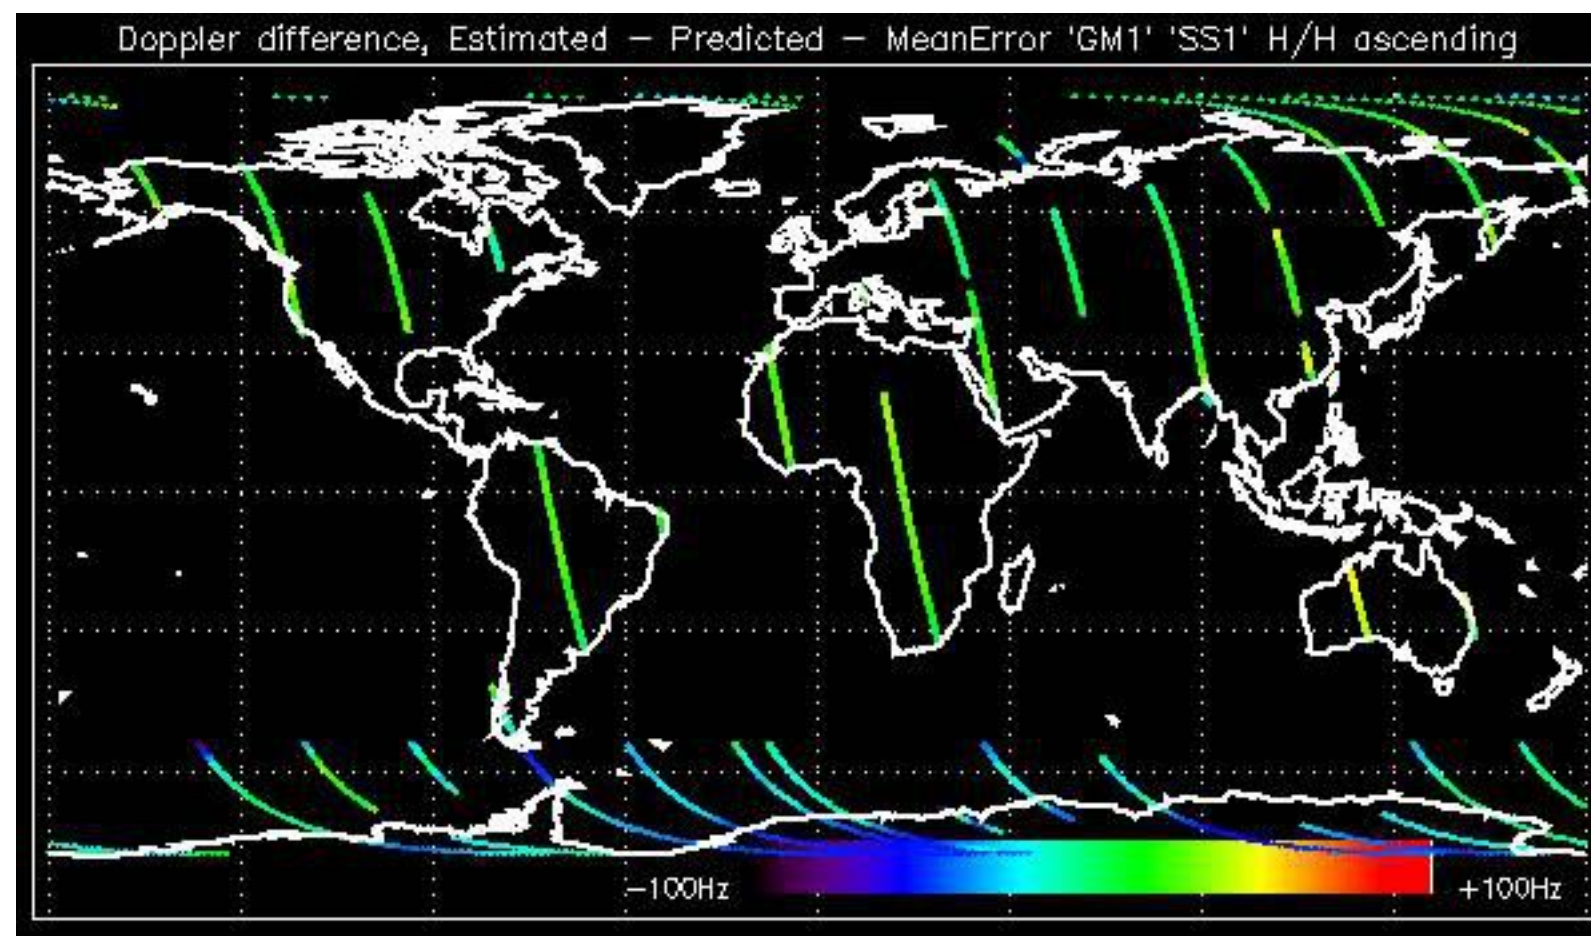 Doppler difference, Estimated – Predicted – MeanError 'GM1' 'SS1' H/H ascending
–100Hz
+100Hz